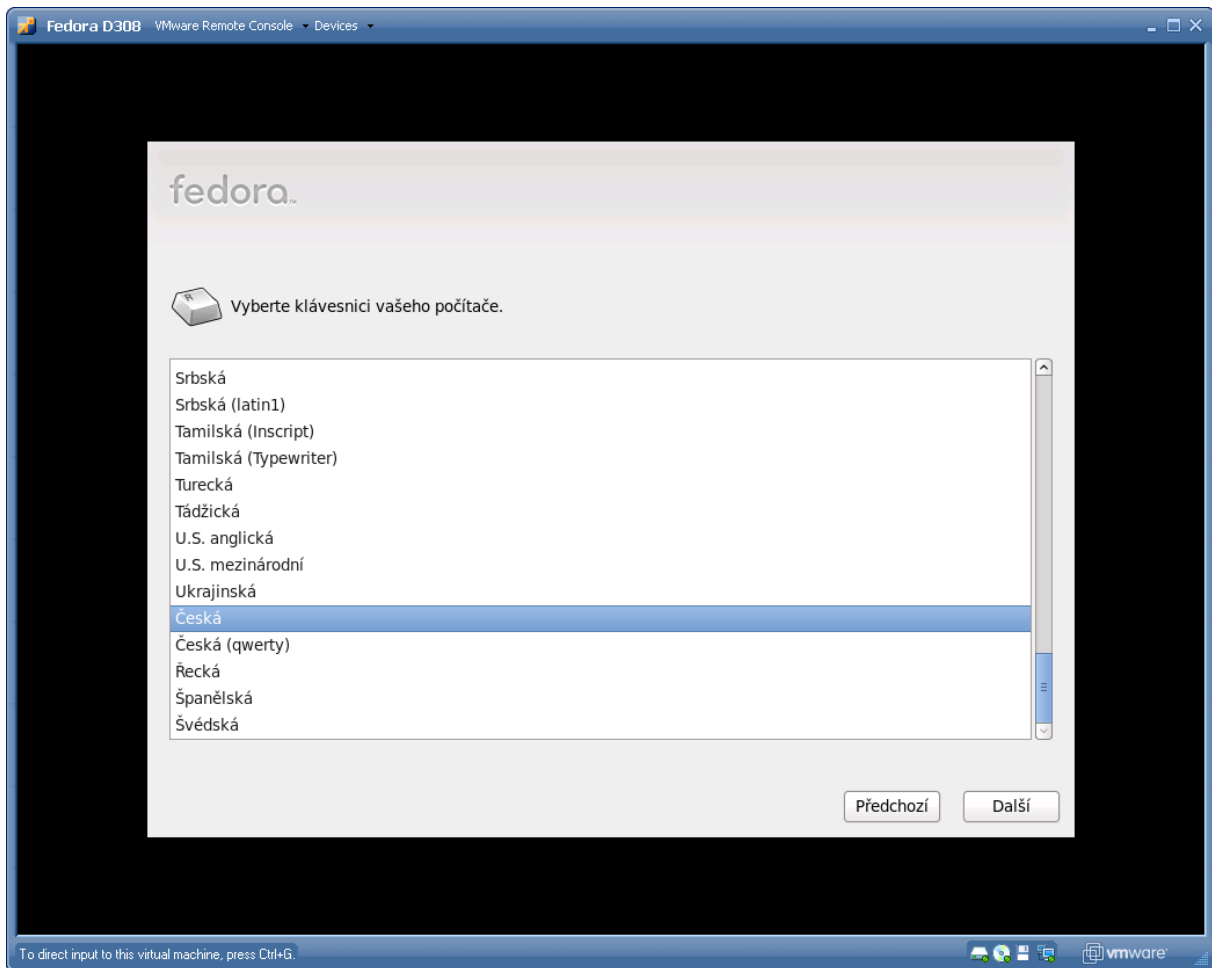 Fedora D308 VMware Remote Console Devices
fedora™
R
Vyberte klávesnici vašeho počítače.
Srbská
Srbská (latin1)
Tamilská (Inscript)
Tamilská (Typewriter)
Turecká
Tádžická
U.S. anglická
U.S. mezinárodní
Ukrajinská
Česká
Česká (qwerty)
Řecká
Španělská
Švédská
Předchozí Další
To direct input to this virtual machine, press Ctrl+G. vmware